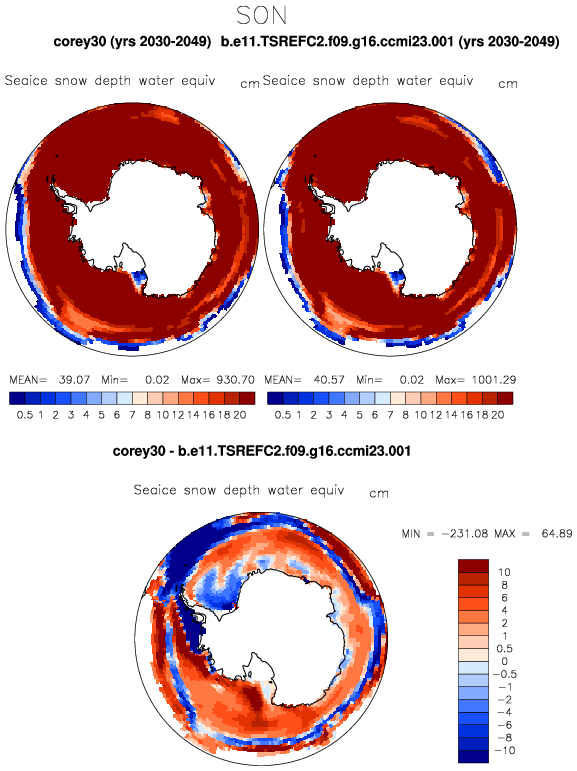 SON
corey30 (yrs 2030-2049) b.e11.TSREFC2.f09.g16.ccmi23.001 (yrs 2030-2049)
Seaice snow depth water equiv cm Seaice snow depth water equiv cm
MEAN= 39.07 Min= 0.02 Max= 930.70 MEAN= 40.57 Min= 0.02 Max= 1001.29
0.5 1 2 3 4 5 6 7 8 10 12 14 16 18 20 0.5 1 2 3 4 5 6 7 8 10 12 14 16 18 20
corey30 - b.e11.TSREFC2.f09.g16.ccmi23.001
Seaice snow depth water equiv cm
MIN = -231.08 MAX = 64.89
10
8
6
4
2
1
0.5
0
-0.5
-1
-2
-4
-6
-8
-10